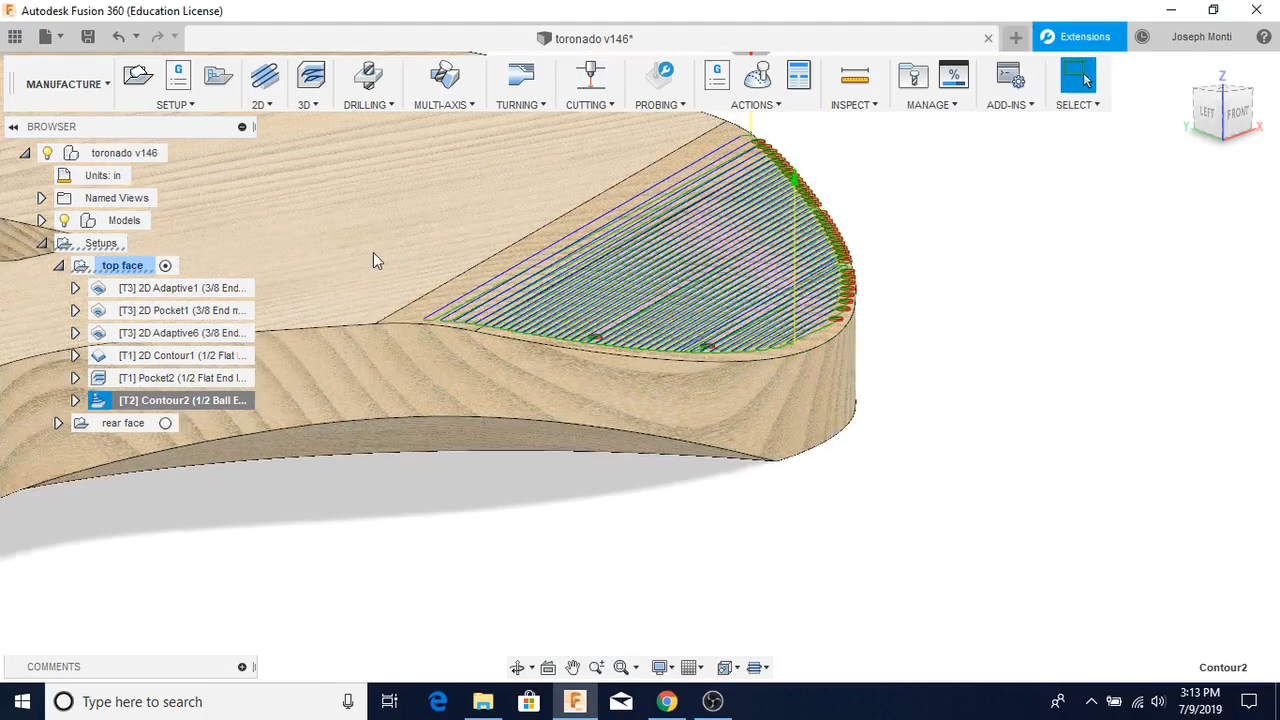 Autodesk Fusion 360 (Education License)
toronado v146*
Extensions
Joseph Monti
MANUFACTURE
SETUP
2D
3D
DRILLING
MULTI-AXIS
TURNING
CUTTING
PROBING
ACTIONS
INSPECT
MANAGE
ADD-INS
SELECT
BROWSER
toronado v146
Units: in
Named Views
Models
Setups
top face
[T3] 2D Adaptive1 (3/8 End...
[T3] 2D Pocket1 (3/8 End m...
[T3] 2D Adaptive6 (3/8 End...
[T1] 2D Contour1 (1/2 Flat ...
[T1] Pocket2 (1/2 Flat End ...
[T2] Contour2 (1/2 Ball E...
rear face
Z
LEFT
FRONT
Y
X
COMMENTS
Contour2
Type here to search
3:13 PM
7/9/2019